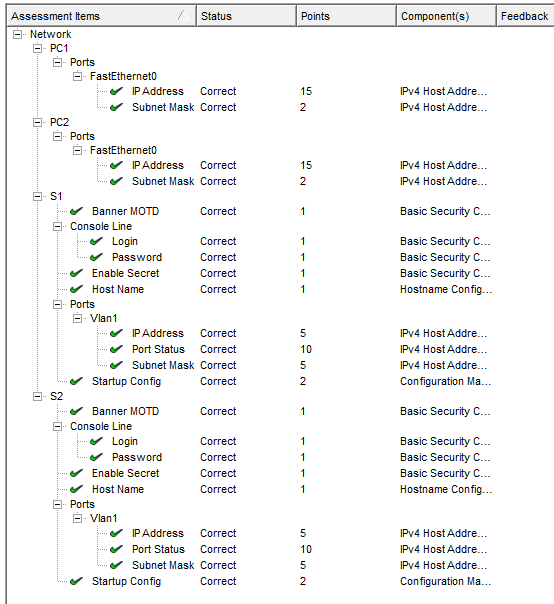 Assessment Items Status Points Component(s) Feedback
Network
PC1
Ports
FastEthernet0
IP Address Correct 15 IPv4 Host Addre...
Subnet Mask Correct 2 IPv4 Host Addre...
PC2
Ports
FastEthernet0
IP Address Correct 15 IPv4 Host Addre...
Subnet Mask Correct 2 IPv4 Host Addre...
S1
Banner MOTD Correct 1 Basic Security C...
Console Line
Login Correct 1 Basic Security C...
Password Correct 1 Basic Security C...
Enable Secret Correct 1 Basic Security C...
Host Name Correct 1 Hostname Config...
Ports
Vlan1
IP Address Correct 5 IPv4 Host Addre...
Port Status Correct 10 IPv4 Host Addre...
Subnet Mask Correct 5 IPv4 Host Addre...
Startup Config Correct 2 Configuration Ma...
S2
Banner MOTD Correct 1 Basic Security C...
Console Line
Login Correct 1 Basic Security C...
Password Correct 1 Basic Security C...
Enable Secret Correct 1 Basic Security C...
Host Name Correct 1 Hostname Config...
Ports
Vlan1
IP Address Correct 5 IPv4 Host Addre...
Port Status Correct 10 IPv4 Host Addre...
Subnet Mask Correct 5 IPv4 Host Addre...
Startup Config Correct 2 Configuration Ma...